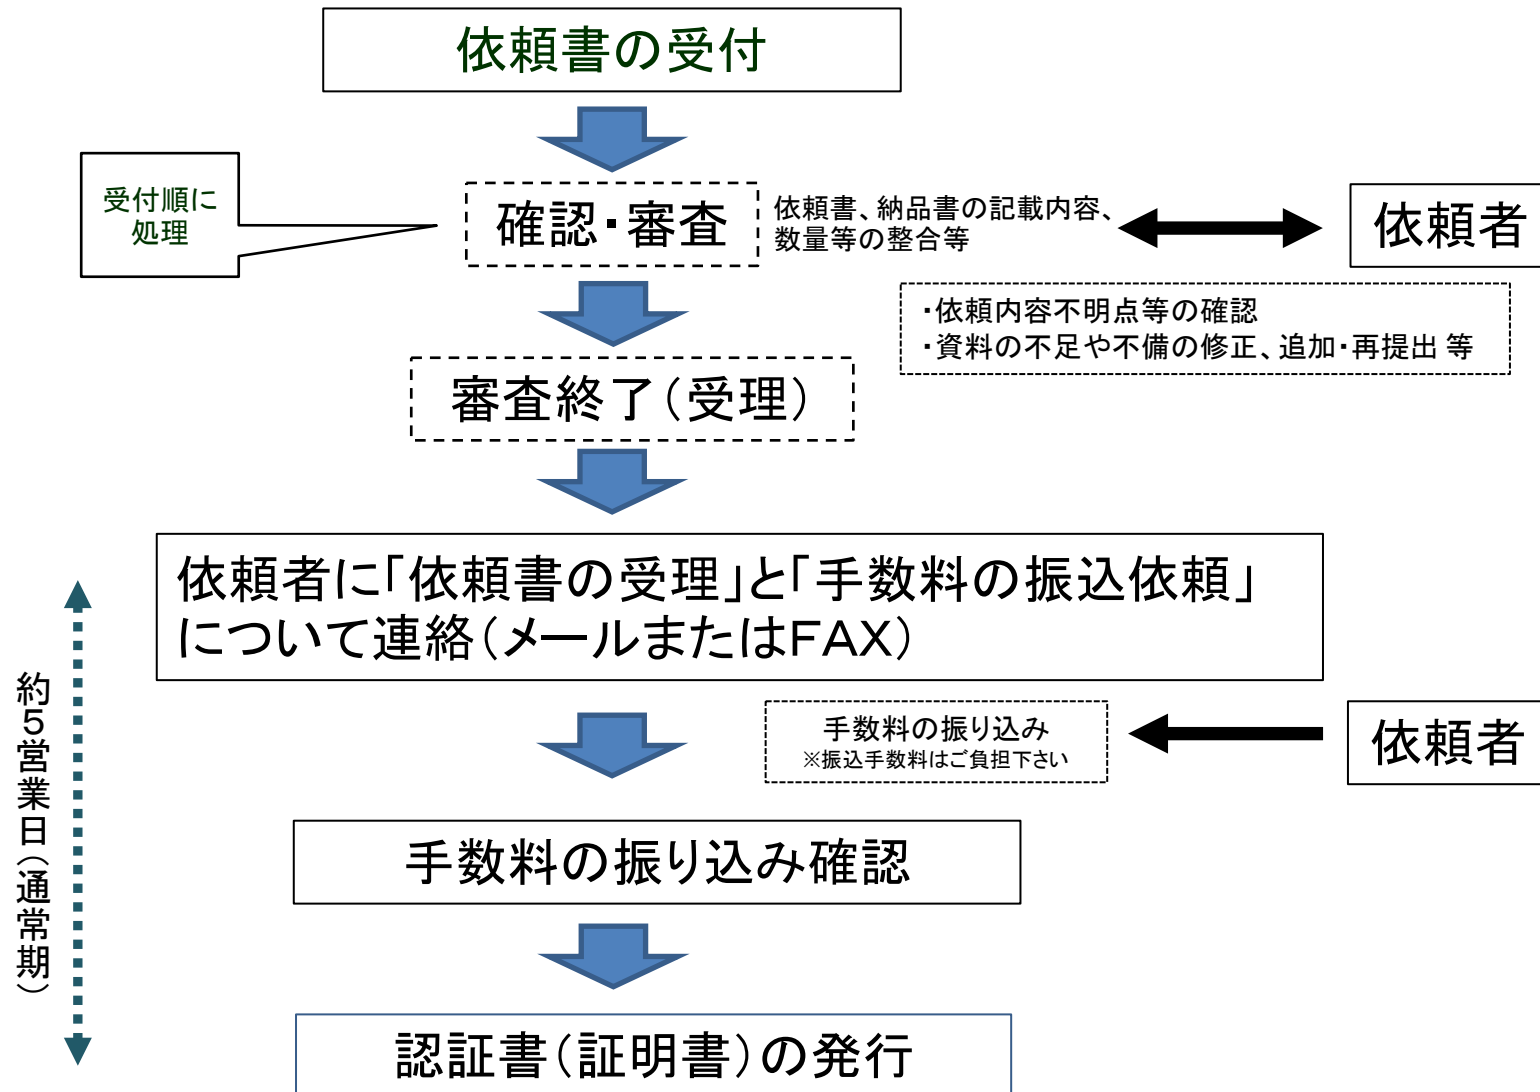 依頼書の受付
受付順に
処理
確認・審査
依頼書、納品書の記載内容、
数量等の整合等
依頼者
・依頼内容不明点等の確認
・資料の不足や不備の修正、追加・再提出 等
審査終了(受理)
依頼者に「依頼書の受理」と「手数料の振込依頼」
について連絡(メールまたはFAX)
約5営業日(通常期)
手数料の振り込み
※振込手数料はご負担下さい
依頼者
手数料の振り込み確認
認証書(証明書)の発行